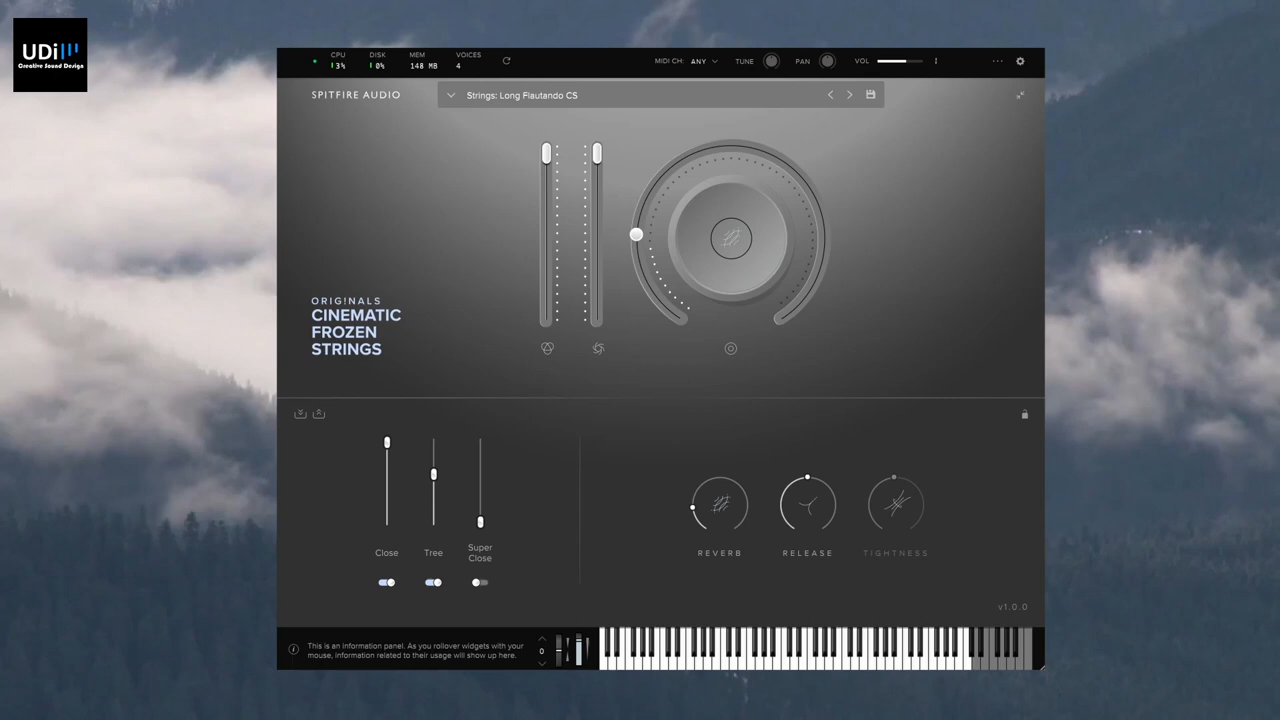 UDi
Creative Sound Design
CPU DISK MEM VOICES
3% 0% 148 MB 4
MIDI CH: ANY TUNE PAN VOL
SPITFIRE AUDIO
Strings: Long Flautando CS
ORIG!NALS
CINEMATIC
FROZEN
STRINGS
Close Tree Super
Close
REVERB RELEASE TIGHTNESS
v1.0.0
This is an information panel. As you rollover widgets with your
mouse, information related to their usage will show up here.
0